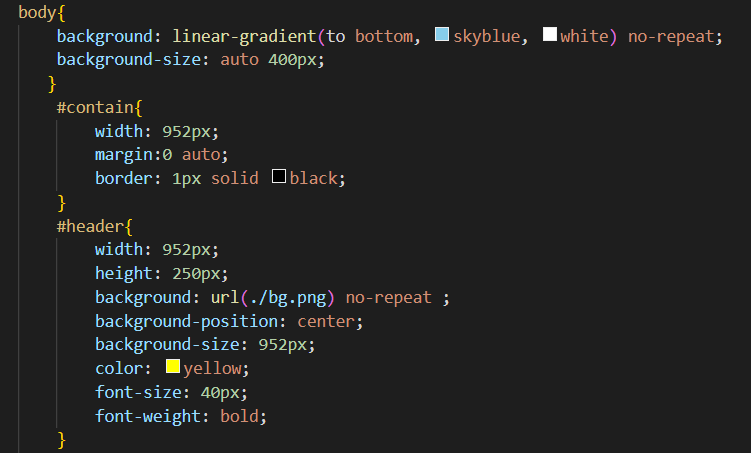 body{
background: linear-gradient(to bottom, skyblue, white) no-repeat;
background-size: auto 400px;
}
#contain{
width: 952px;
margin:0 auto;
border: 1px solid black;
}
#header{
width: 952px;
height: 250px;
background: url(./bg.png) no-repeat ;
background-position: center;
background-size: 952px;
color: yellow;
font-size: 40px;
font-weight: bold;
}